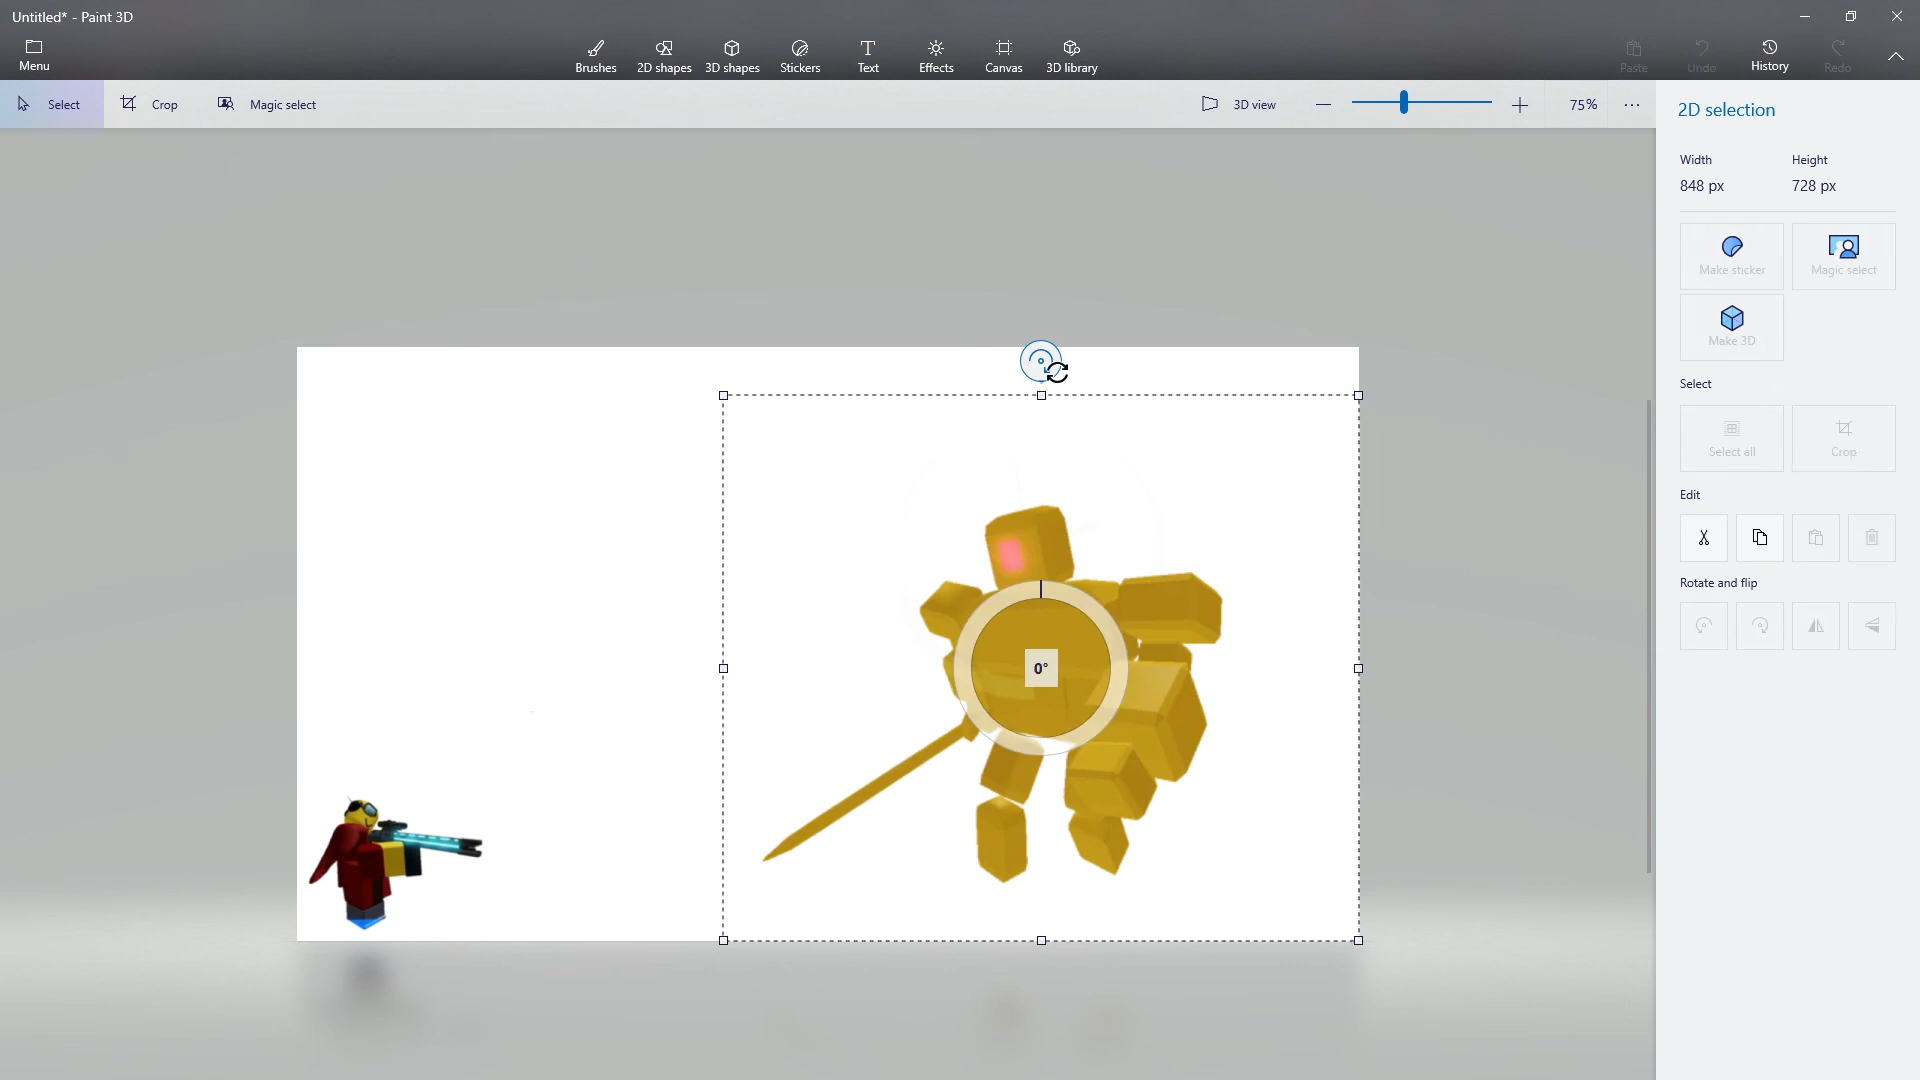 Untitled* - Paint 3D
Menu
Brushes
2D shapes
3D shapes
Stickers
Text
Effects
Canvas
3D library
Paste
Undo
History
Redo
Select
Crop
Magic select
3D view
75%
2D selection
Width
Height
848 px
728 px
Make sticker
Magic select
Make 3D
Select
Select all
Crop
Edit
Rotate and flip
0°